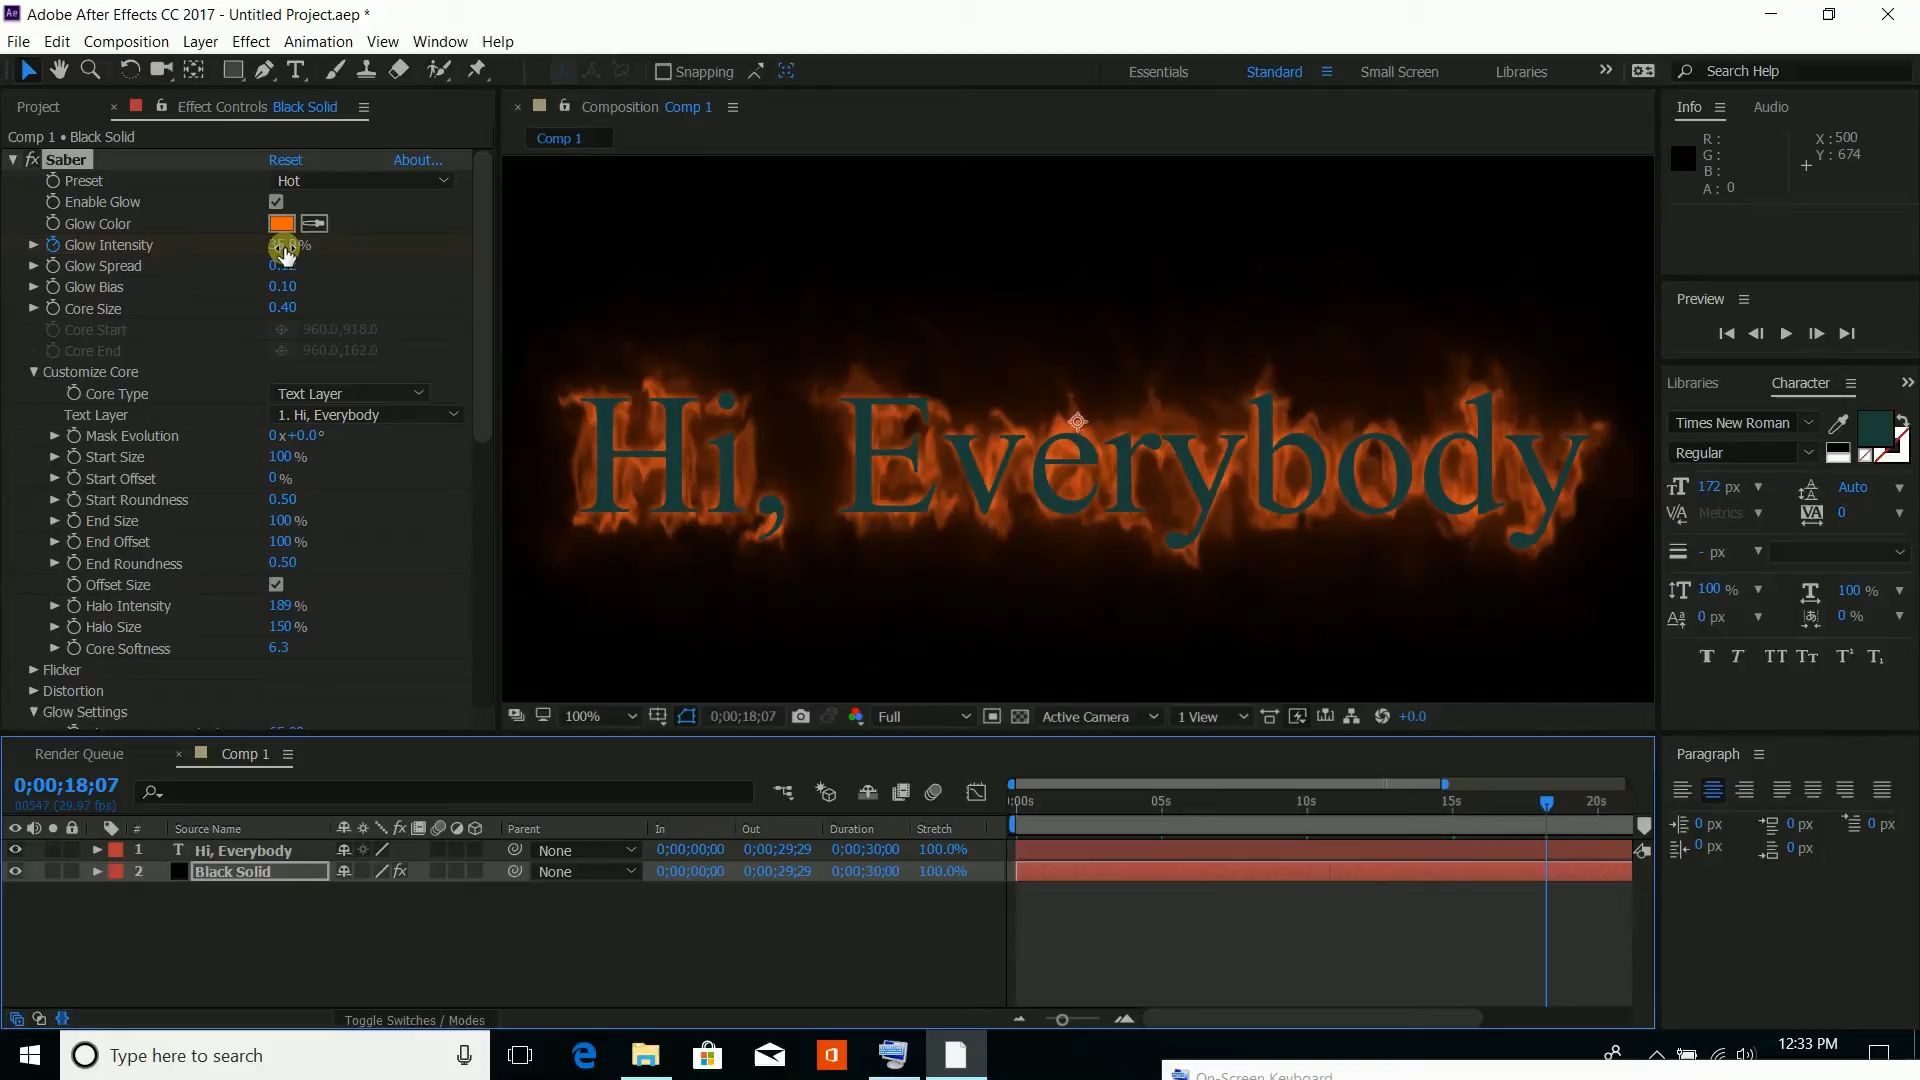 Adobe After Effects CC 2017 - Untitled Project.aep *
File Edit Composition Layer Effect Animation View Window Help
Snapping Essentials Standard Small Screen Libraries Search Help
Project Effect Controls Black Solid
Comp 1 • Black Solid
Saber Reset About...
Preset Hot
Enable Glow
Glow Color
Glow Intensity %
Glow Spread
Glow Bias 0.10
Core Size 0.40
Core Start 960.0,918.0
Core End 960.0,162.0
Customize Core
Core Type Text Layer
Text Layer 1. Hi, Everybody
Mask Evolution 0x+0.0°
Start Size 100 %
Start Offset 0 %
Start Roundness 0.50
End Size 100 %
End Offset 100 %
End Roundness 0.50
Offset Size
Halo Intensity 189 %
Halo Size 150 %
Core Softness 6.3
Flicker
Distortion
Glow Settings
Composition Comp 1
Comp 1
Hi, Everybody
100% 0;00;18;07 Full Active Camera 1 View +0.0
Info Audio
R :
G :
B :
A : 0
X : 500
Y : 674
Preview
Libraries Character
Times New Roman
Regular
172 px Auto
Metrics 0
- px
100 % 100 %
0 px 0 %
Paragraph
0 px 0 px 0 px
0 px 0 px
Render Queue Comp 1
0;00;18;07
00547 (29.97 fps)
:00s 05s 10s 15s 20s
# Source Name Parent In Out Duration Stretch
1 T Hi, Everybody None 0;00;00;00 0;00;29;29 0;00;30;00 100.0%
2 Black Solid None 0;00;00;00 0;00;29;29 0;00;30;00 100.0%
Toggle Switches / Modes
Type here to search
12:33 PM
On-Screen Keyboard